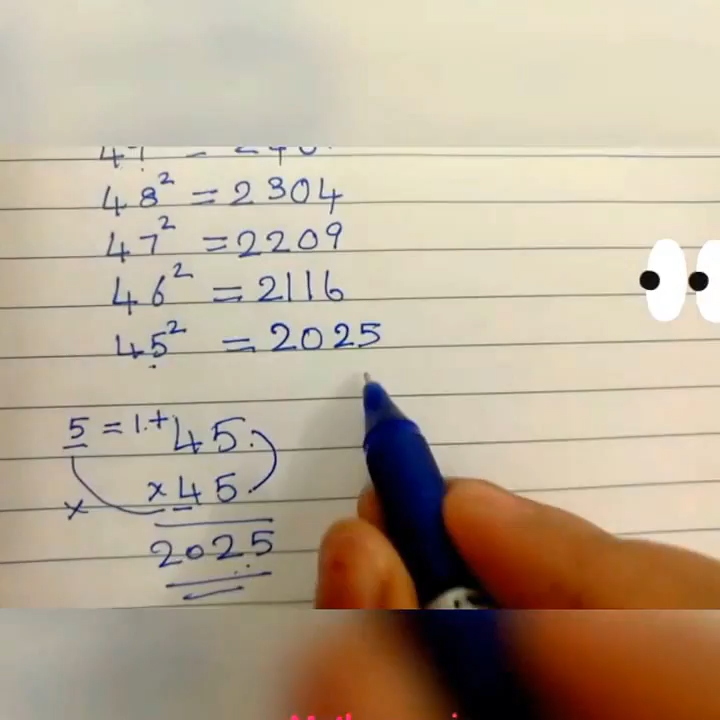 48² = 2304
47² = 2209
46² = 2116
45² = 2025
5 = 1 + 45
× × 45
2025